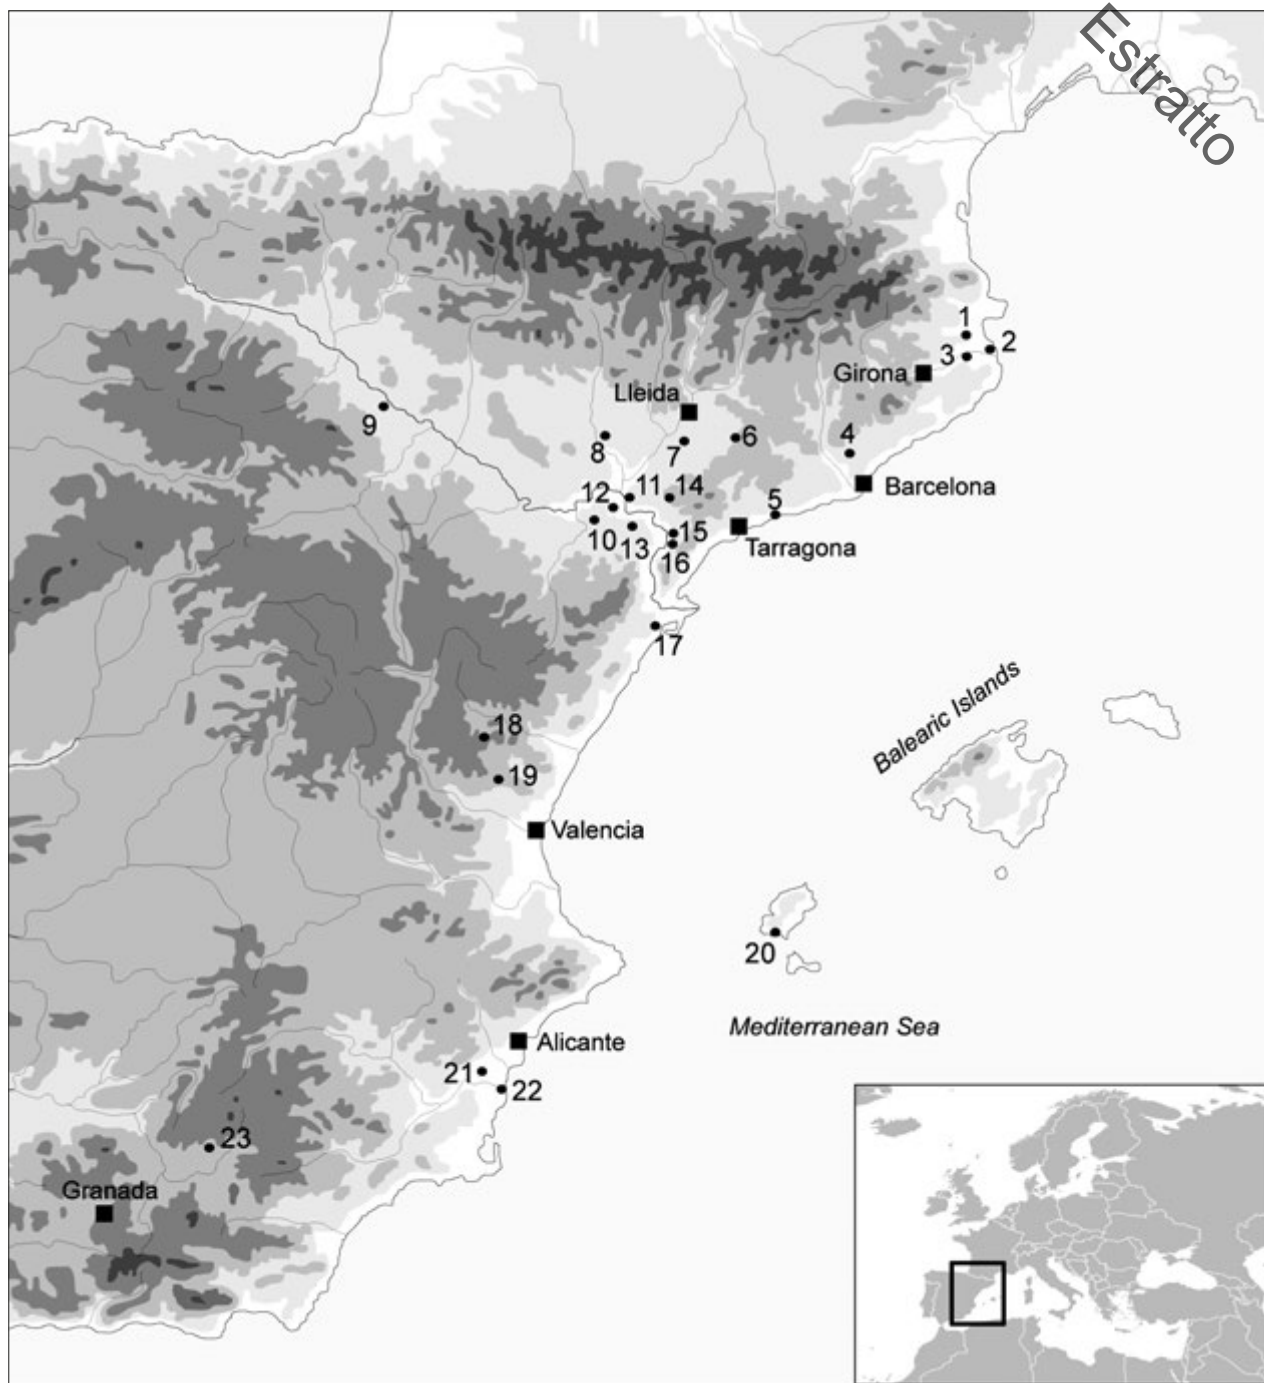 Estratto
1
2
3
Girona
Lleida
4
6
7
8
9
Barcelona
5
11
14
12
Tarragona
10
13
15
16
17
Balearic Islands
18
19
Valencia
20
Mediterranean Sea
Alicante
21
22
23
Granada